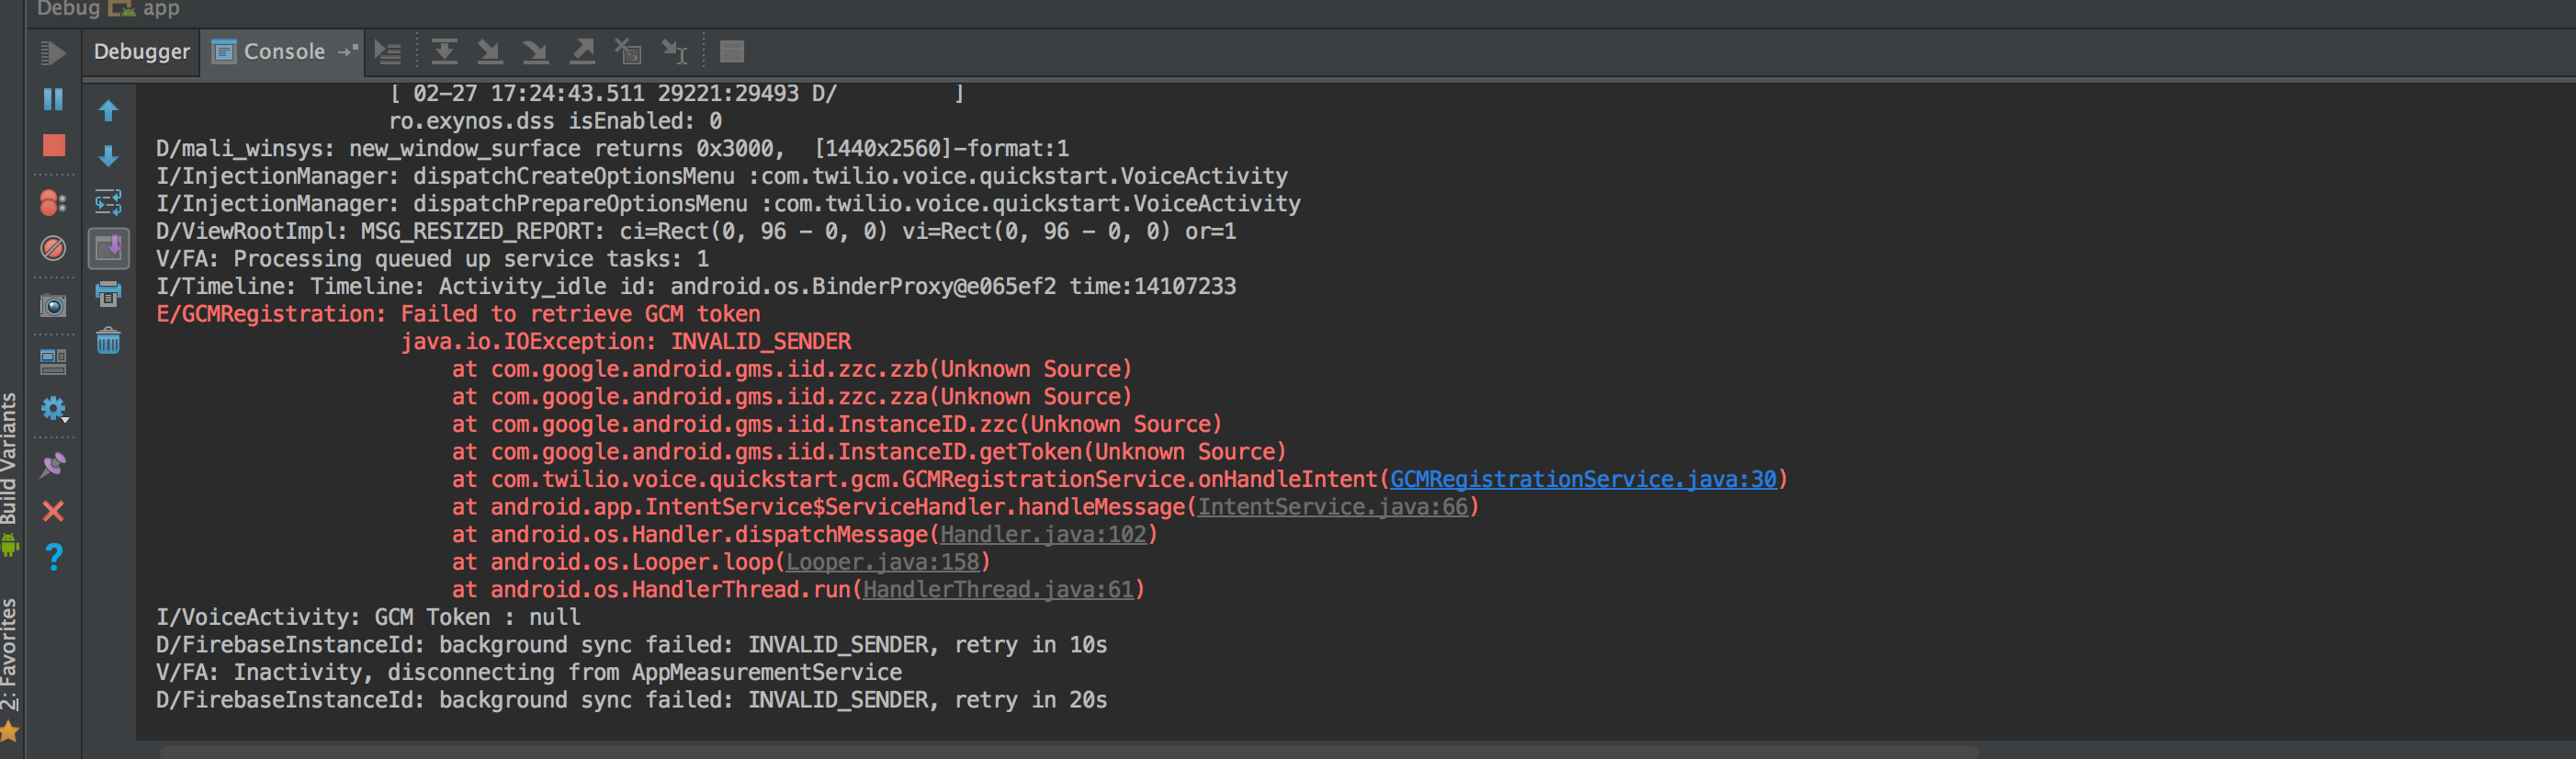 Debug app
Debugger Console
[ 02-27 17:24:43.511 29221:29493 D/ ]
ro.exynos.dss isEnabled: 0
D/mali_winsys: new_window_surface returns 0x3000, [1440x2560]-format:1
I/InjectionManager: dispatchCreateOptionsMenu :com.twilio.voice.quickstart.VoiceActivity
I/InjectionManager: dispatchPrepareOptionsMenu :com.twilio.voice.quickstart.VoiceActivity
D/ViewRootImpl: MSG_RESIZED_REPORT: ci=Rect(0, 96 - 0, 0) vi=Rect(0, 96 - 0, 0) or=1
V/FA: Processing queued up service tasks: 1
I/Timeline: Timeline: Activity_idle id: android.os.BinderProxy@e065ef2 time:14107233
E/GCMRegistration: Failed to retrieve GCM token
java.io.IOException: INVALID_SENDER
at com.google.android.gms.iid.zzc.zzb(Unknown Source)
at com.google.android.gms.iid.zzc.zza(Unknown Source)
at com.google.android.gms.iid.InstanceID.zzc(Unknown Source)
at com.google.android.gms.iid.InstanceID.getToken(Unknown Source)
at com.twilio.voice.quickstart.gcm.GCMRegistrationService.onHandleIntent(GCMRegistrationService.java:30)
at android.app.IntentService$ServiceHandler.handleMessage(IntentService.java:66)
at android.os.Handler.dispatchMessage(Handler.java:102)
at android.os.Looper.loop(Looper.java:158)
at android.os.HandlerThread.run(HandlerThread.java:61)
I/VoiceActivity: GCM Token : null
D/FirebaseInstanceId: background sync failed: INVALID_SENDER, retry in 10s
V/FA: Inactivity, disconnecting from AppMeasurementService
D/FirebaseInstanceId: background sync failed: INVALID_SENDER, retry in 20s
Build Variants
2: Favorites